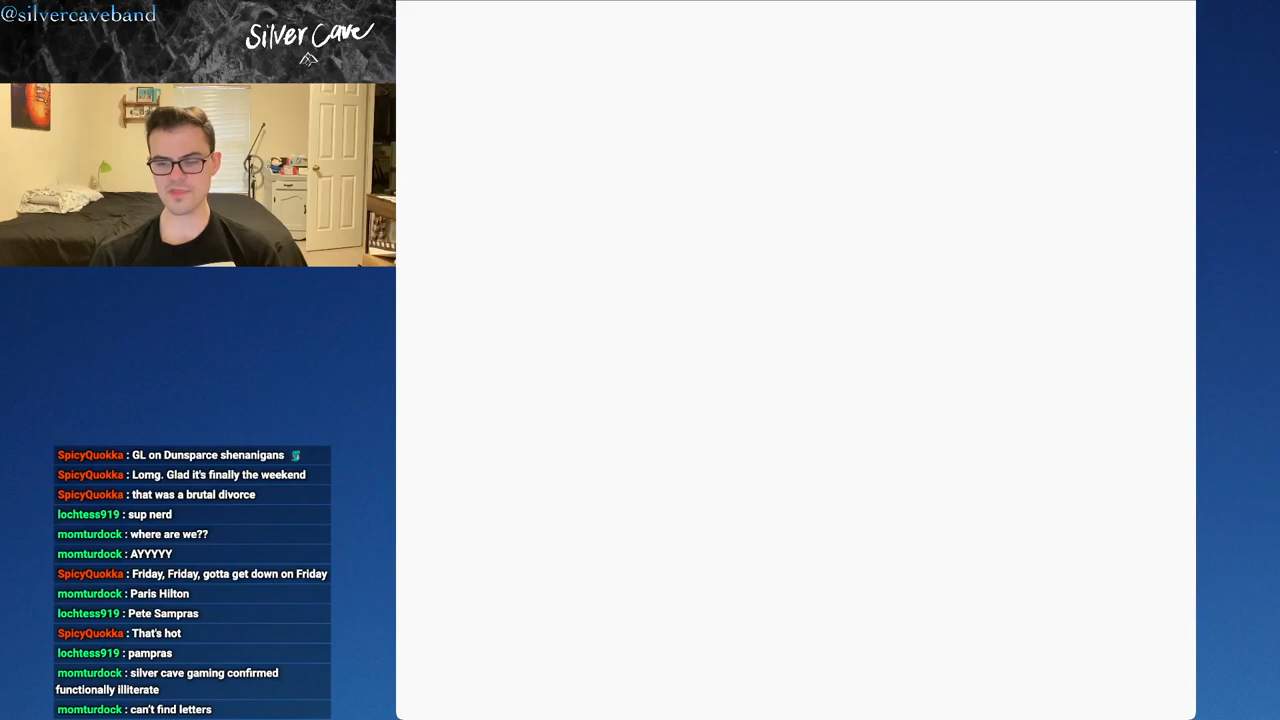 @silvercaveband
Silver Cave
SpicyQuokka : GL on Dunsparce shenanigans
SpicyQuokka : Lomg. Glad it's finally the weekend
SpicyQuokka : that was a brutal divorce
lochtess919 : sup nerd
momturdock : where are we??
momturdock : AYYYYY
SpicyQuokka : Friday, Friday, gotta get down on Friday
momturdock : Paris Hilton
lochtess919 : Pete Sampras
SpicyQuokka : That's hot
lochtess919 : pampras
momturdock : silver cave gaming confirmed
functionally illiterate
momturdock : can't find letters